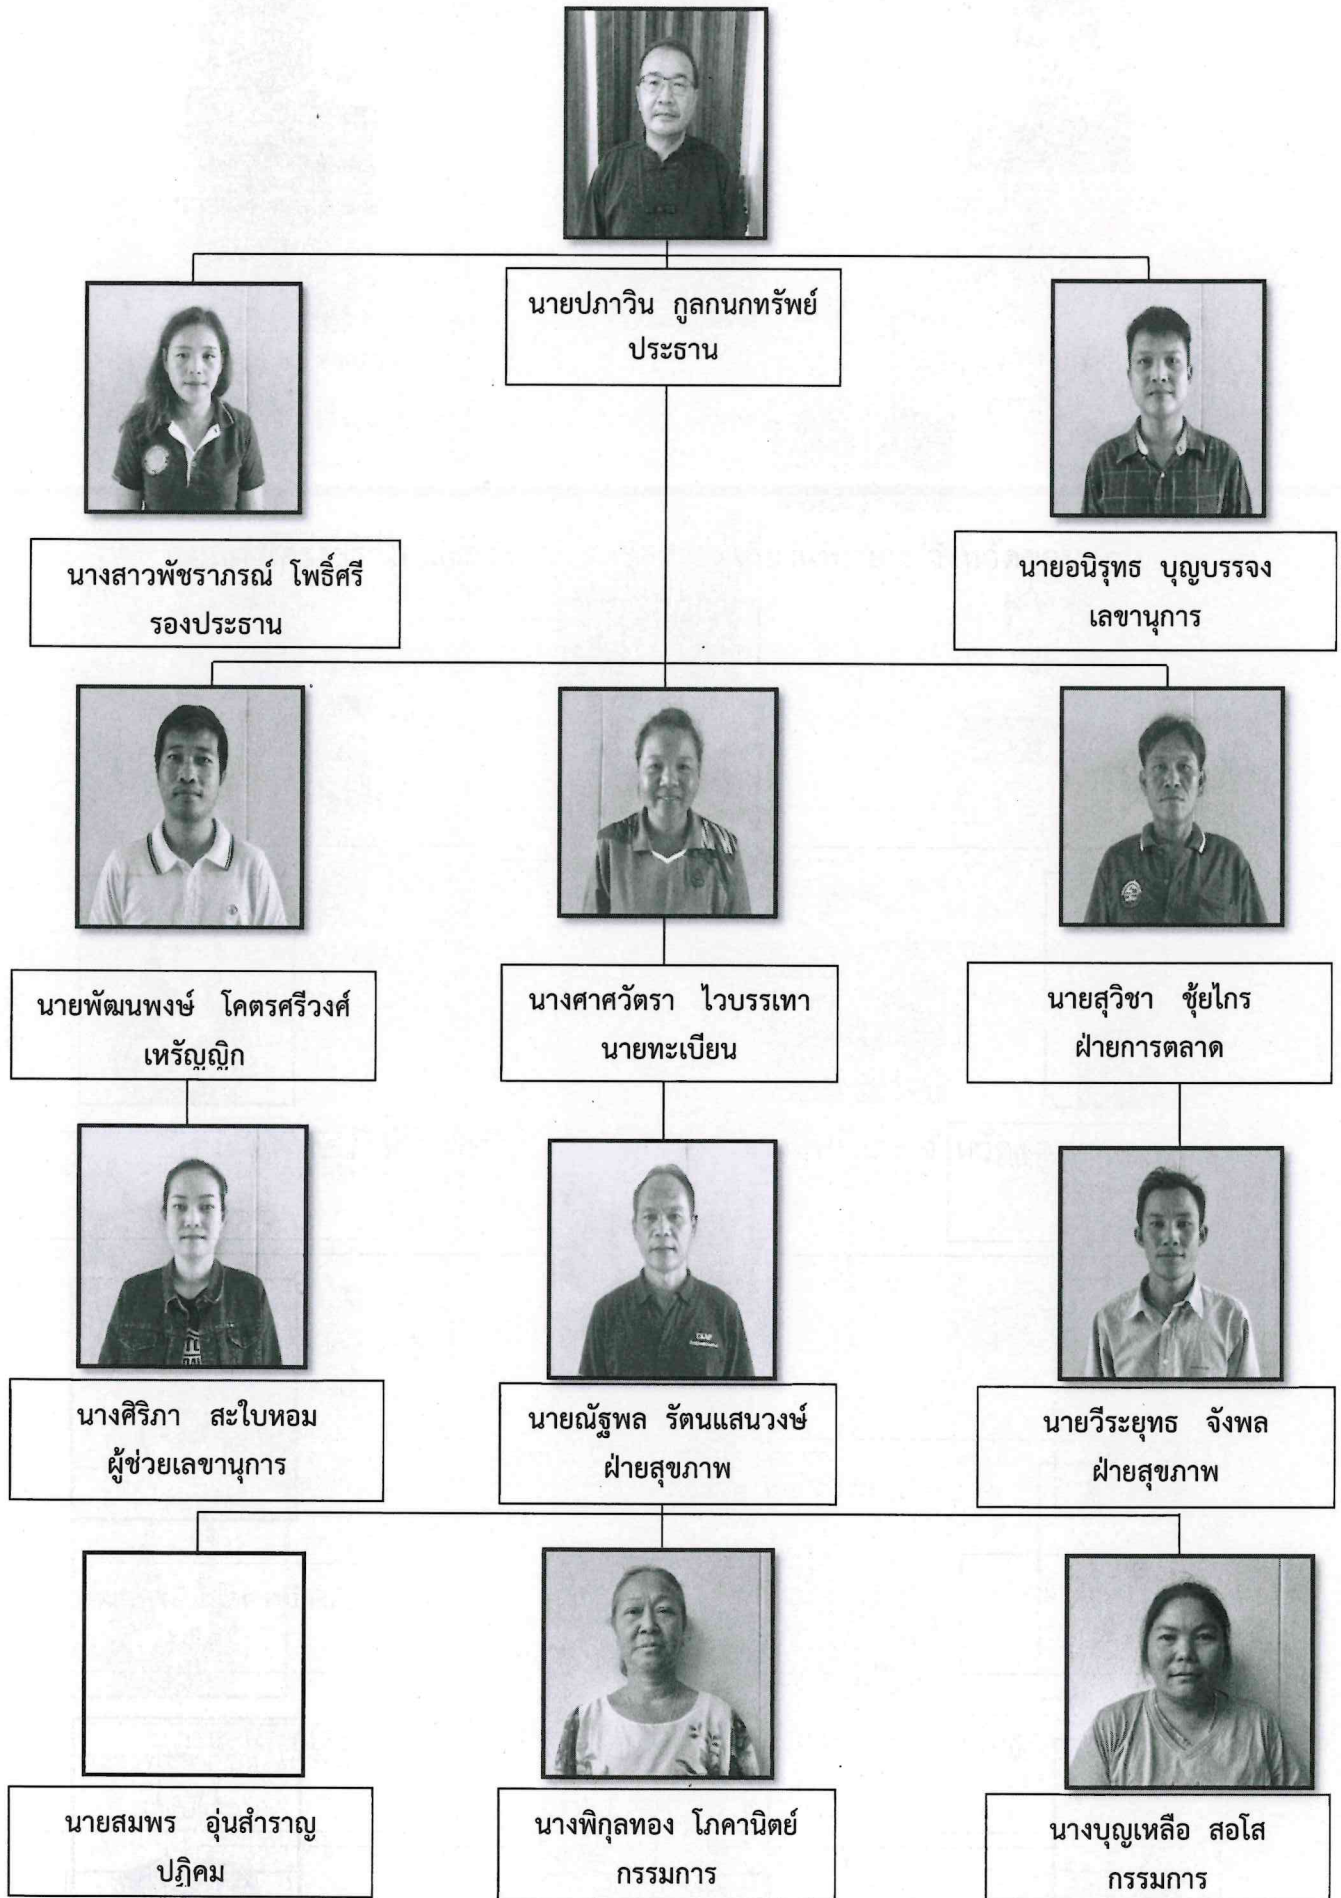 นายปภาวิน กูลกนกทรัพย์
ประธาน
นางสาวพัชราภรณ์ โพธิ์ศรี
รองประธาน
นายอนิรุทธ บุญบรรจง
เลขานุการ
นายพัฒนพงษ์ โคตรศรีวงศ์
เหรัญญิก
นางศาศวัตรา ไวบรรเทา
นายทะเบียน
นายสุวิชา ชุ้ยไกร
ฝ่ายการตลาด
นางศิริภา สะใบหอม
ผู้ช่วยเลขานุการ
นายณัฐพล รัตนแสนวงษ์
ฝ่ายสุขภาพ
นายวีระยุทธ จังพล
ฝ่ายสุขภาพ
นายสมพร อุ่นสำราญ
ปฏิคม
นางพิกุลทอง โภคานิตย์
กรรมการ
นางบุญเหลือ สอโส
กรรมการ